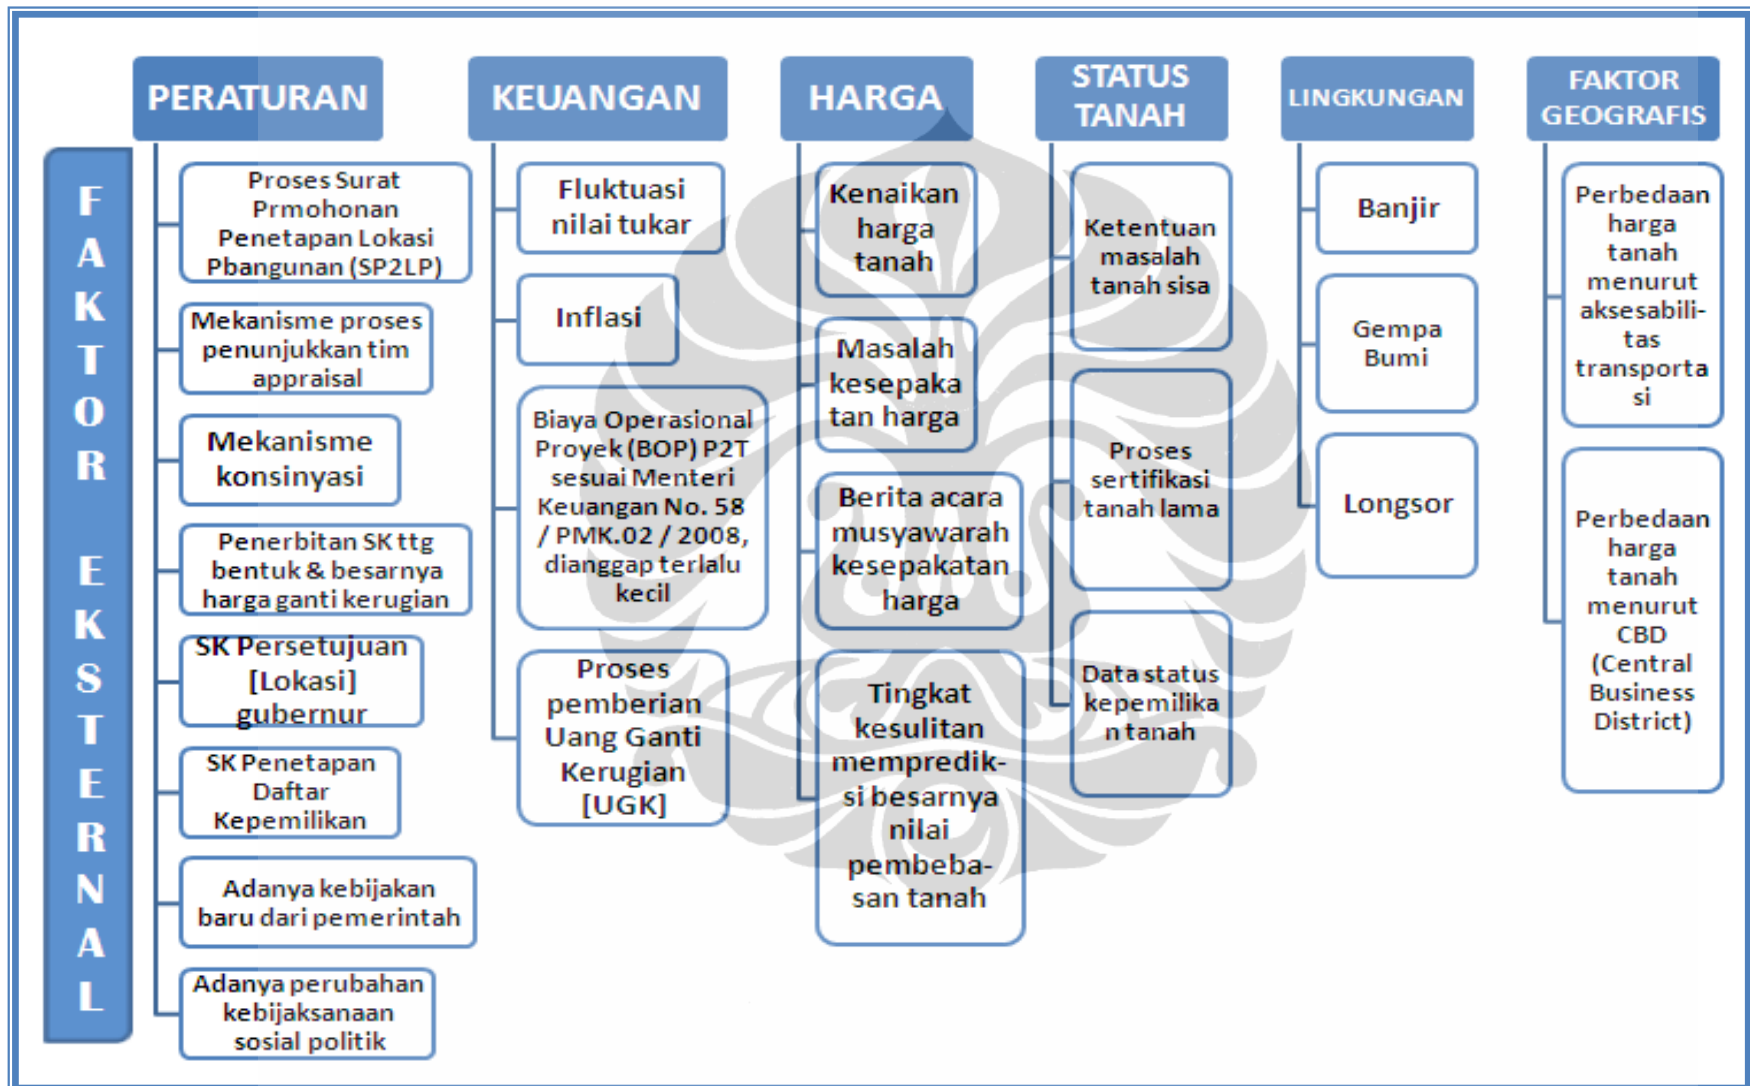 FAKTOR EKSTERNAL
PERATURAN
Proses Surat
Prmohonan
Penetapan Lokasi
Pbangunan (SP2LP)
Mekanisme proses
penunjukkan tim
appraisal
Mekanisme
konsinyasi
Penerbitan SK ttg
bentuk & besarnya
harga ganti kerugian
SK Persetujuan
[Lokasi]
gubernur
SK Penetapan
Daftar
Kepemilikan
Adanya kebijakan
baru dari pemerintah
Adanya perubahan
kebijaksanaan
sosial politik
KEUANGAN
Fluktuasi
nilai tukar
Inflasi
Biaya Operasional
Proyek (BOP) P2T
sesuai Menteri
Keuangan No. 58
/ PMK.02 / 2008,
dianggap terlalu
kecil
Proses
pemberian
Uang Ganti
Kerugian
[UGK]
HARGA
Kenaikan
harga
tanah
Masalah
kesepaka
tan harga
Berita acara
musyawarah
kesepakatan
harga
Tingkat
kesulitan
mempredik-
si besarnya
nilai
pembeba-
san tanah
STATUS
TANAH
Ketentuan
masalah
tanah sisa
Proses
sertifikasi
tanah lama
Data status
kepemilika
n tanah
LINGKUNGAN
Banjir
Gempa
Bumi
Longsor
FAKTOR
GEOGRAFIS
Perbedaan
harga
tanah
menurut
aksesabili-
tas
transporta
si
Perbedaan
harga
tanah
menurut
CBD
(Central
Business
District)